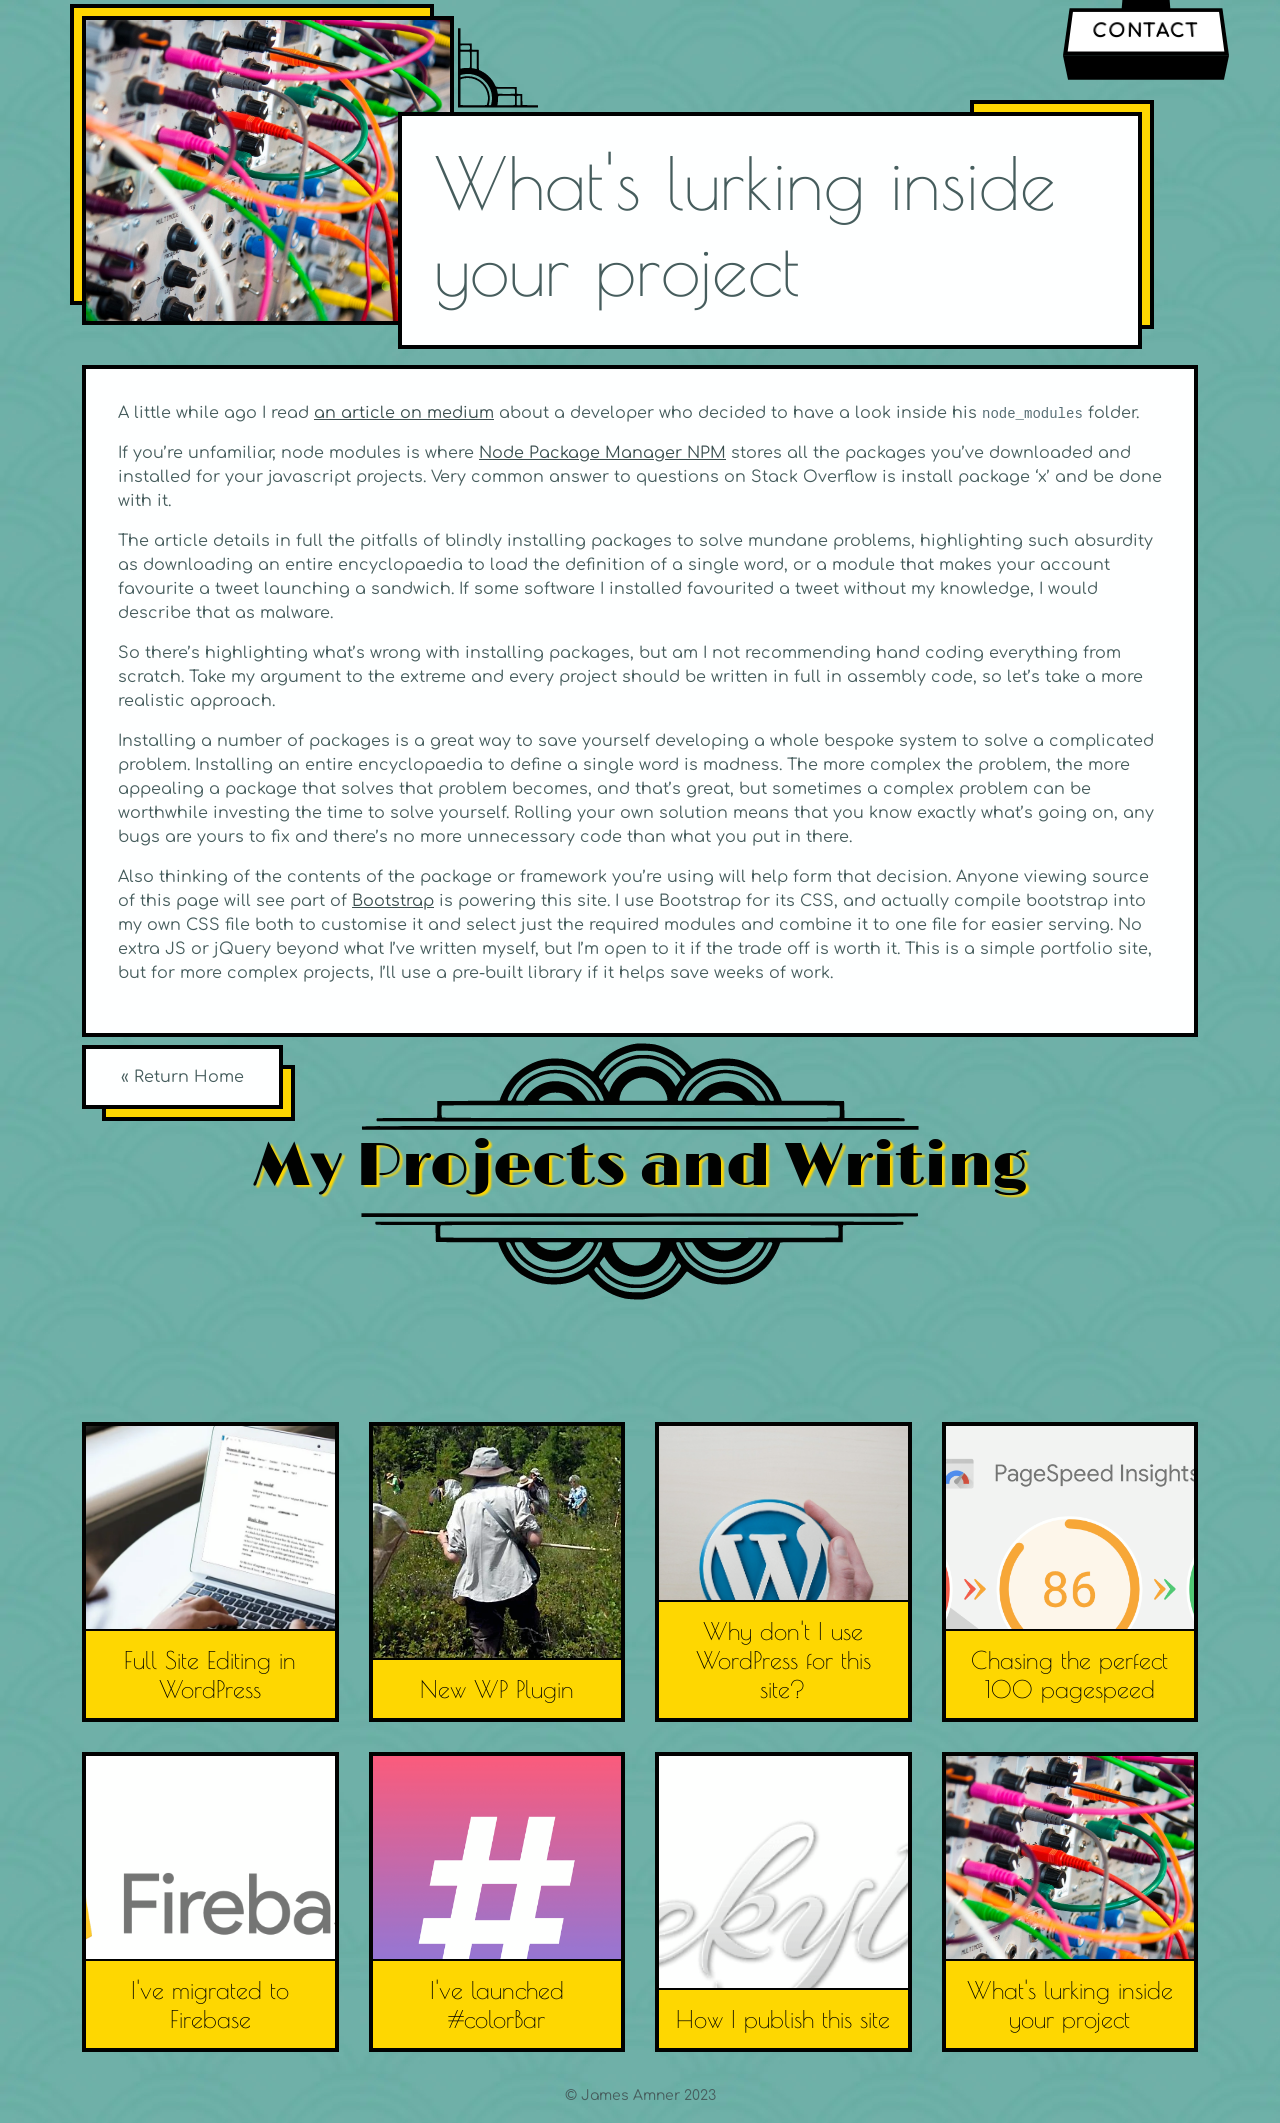 CONTACT
What's lurking inside
your project
A little while ago I read an article on medium about a developer who decided to have a look inside his node_modules folder.
If you’re unfamiliar, node modules is where Node Package Manager NPM stores all the packages you’ve downloaded and
installed for your javascript projects. Very common answer to questions on Stack Overflow is install package ‘x’ and be done
with it.
The article details in full the pitfalls of blindly installing packages to solve mundane problems, highlighting such absurdity
as downloading an entire encyclopaedia to load the definition of a single word, or a module that makes your account
favourite a tweet launching a sandwich. If some software I installed favourited a tweet without my knowledge, I would
describe that as malware.
So there’s highlighting what’s wrong with installing packages, but am I not recommending hand coding everything from
scratch. Take my argument to the extreme and every project should be written in full in assembly code, so let’s take a more
realistic approach.
Installing a number of packages is a great way to save yourself developing a whole bespoke system to solve a complicated
problem. Installing an entire encyclopaedia to define a single word is madness. The more complex the problem, the more
appealing a package that solves that problem becomes, and that’s great, but sometimes a complex problem can be
worthwhile investing the time to solve yourself. Rolling your own solution means that you know exactly what’s going on, any
bugs are yours to fix and there’s no more unnecessary code than what you put in there.
Also thinking of the contents of the package or framework you’re using will help form that decision. Anyone viewing source
of this page will see part of Bootstrap is powering this site. I use Bootstrap for its CSS, and actually compile bootstrap into
my own CSS file both to customise it and select just the required modules and combine it to one file for easier serving. No
extra JS or jQuery beyond what I’ve written myself, but I’m open to it if the trade off is worth it. This is a simple portfolio site,
but for more complex projects, I’ll use a pre-built library if it helps save weeks of work.
« Return Home
My Projects and Writing
PageSpeed Insights
86
Full Site Editing in
WordPress
New WP Plugin
Why don't I use
WordPress for this
site?
Chasing the perfect
100 pagespeed
Fireba
#
ekyl
I've migrated to
Firebase
I've launched
#colorBar
How I publish this site
What's lurking inside
your project
© James Amner 2023